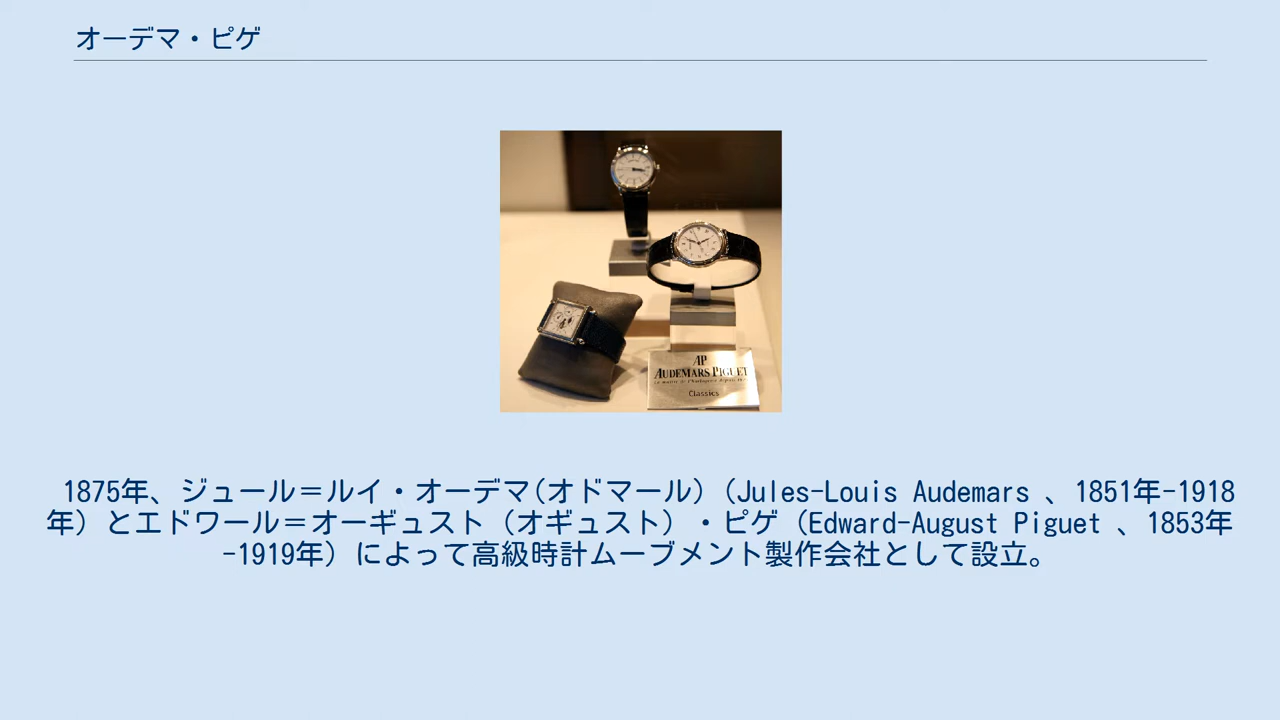 オーデマ・ピゲ
AP
AUDEMARS PIGUET
Classics
1875年、ジュール＝ルイ・オーデマ(オドマール) (Jules-Louis Audemars 、1851年-1918
年) とエドワール＝オーギュスト（オギュスト）・ピゲ（Edward-August Piguet 、1853年
-1919年）によって高級時計ムーブメント製作会社として設立。